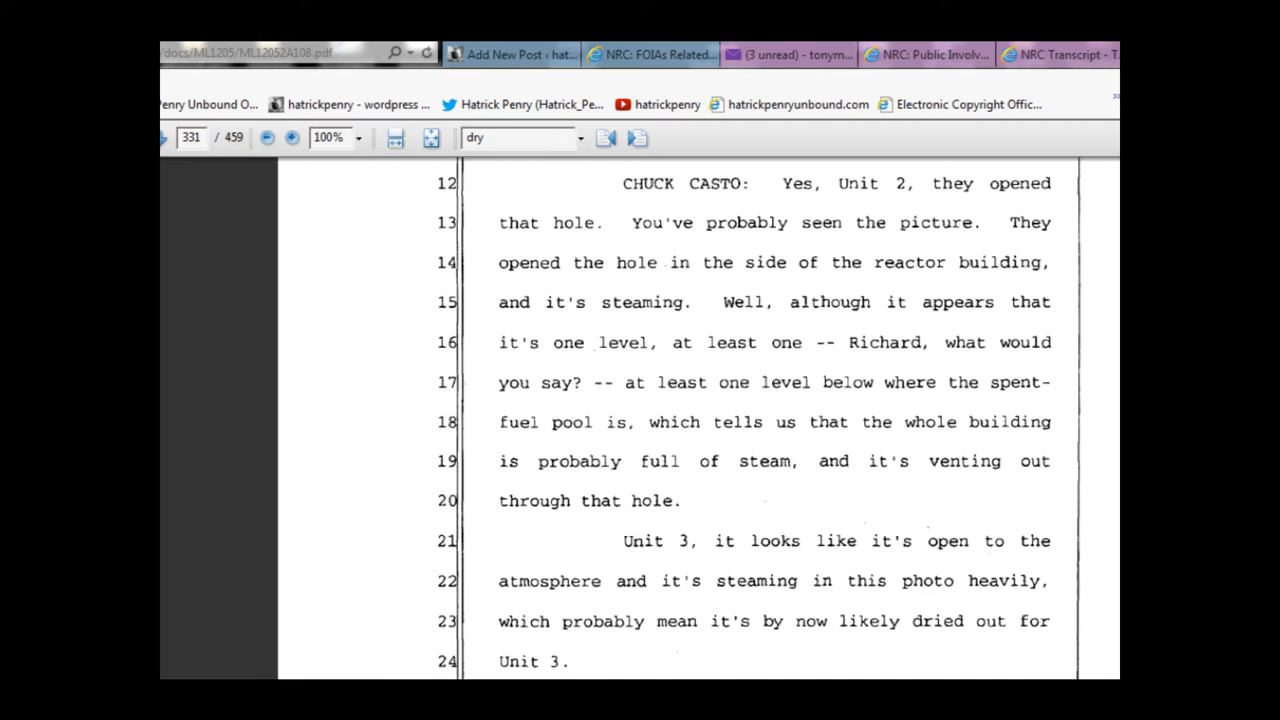 /docs/ML1205/ML12052A108.pdf
Add New Post ‹ hat...
NRC: FOIAs Related...
(3 unread) - tonym...
NRC: Public Involv...
NRC Transcript - T...
Penry Unbound O...
hatrickpenry - wordpress ...
Hatrick Penry (Hatrick_Pe...
hatrickpenry
hatrickpenryunbound.com
Electronic Copyright Offic...
331 / 459
100%
dry
12 CHUCK CASTO: Yes, Unit 2, they opened
13 that hole. You've probably seen the picture. They
14 opened the hole in the side of the reactor building,
15 and it's steaming. Well, although it appears that
16 it's one level, at least one -- Richard, what would
17 you say? -- at least one level below where the spent-
18 fuel pool is, which tells us that the whole building
19 is probably full of steam, and it's venting out
20 through that hole.
21 Unit 3, it looks like it's open to the
22 atmosphere and it's steaming in this photo heavily,
23 which probably mean it's by now likely dried out for
24 Unit 3.